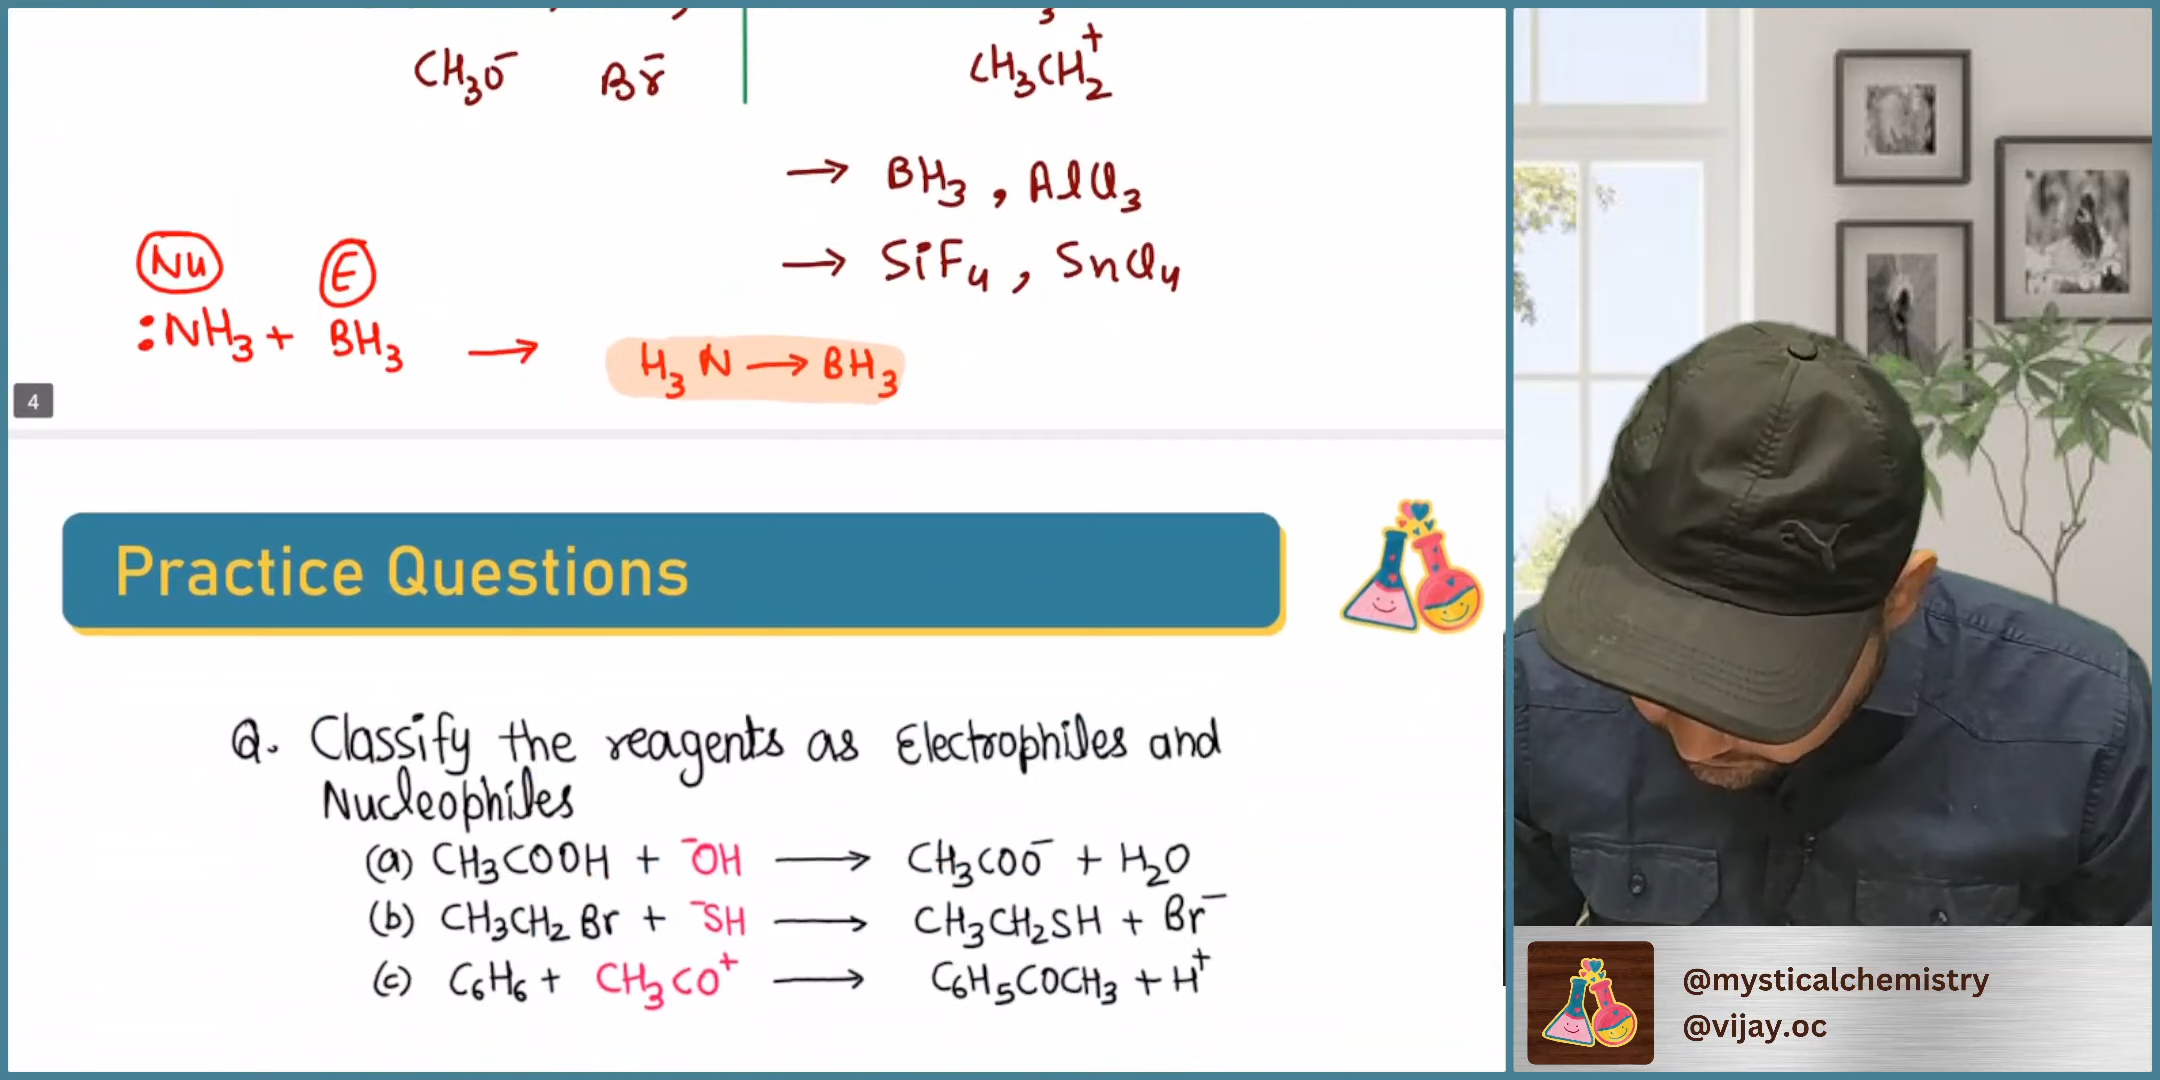 CH₃O⁻ Br⁻
CH₃CH₂⁺
→ BH₃ , AlCl₃
→ SiF₄ , SnCl₄
Nu E
:NH₃ + BH₃ → H₃N → BH₃
4
Practice Questions
Q. Classify the reagents as Electrophiles and
Nucleophiles
(a) CH₃COOH + ⁻OH → CH₃COO⁻ + H₂O
(b) CH₃CH₂Br + ⁻SH → CH₃CH₂SH + Br⁻
(c) C₆H₆ + CH₃CO⁺ → C₆H₅COCH₃ + H⁺
@mysticalchemistry
@vijay.oc